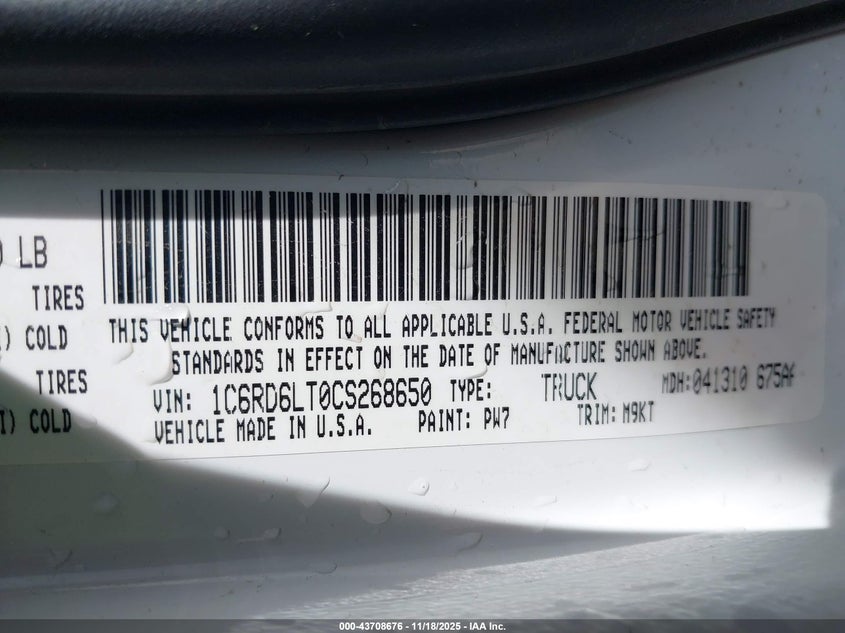 ) LB
TIRES
) COLD
TIRES
I) COLD
THIS VEHICLE CONFORMS TO ALL APPLICABLE U.S.A. FEDERAL MOTOR VEHICLE SAFETY
STANDARDS IN EFFECT ON THE DATE OF MANUFACTURE SHOWN ABOVE.
VIN: 1C6RD6LT0CS268650 TYPE: TRUCK MDH:041310 675AA
VEHICLE MADE IN U.S.A. PAINT: PW7 TRIM: M9KT
000-43708676 - 11/18/2025 - IAA Inc.